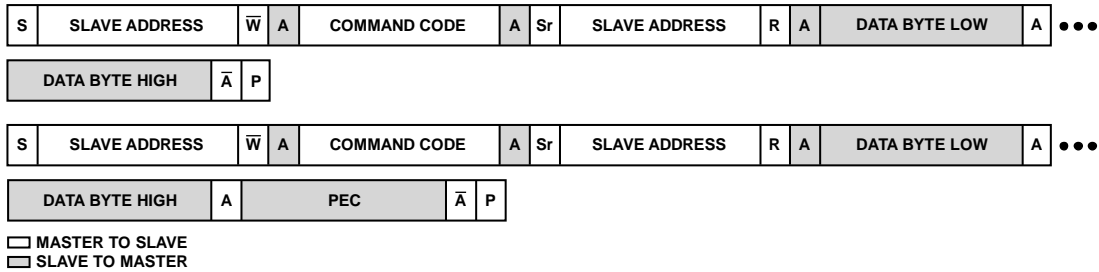 S SLAVE ADDRESS W̅ A COMMAND CODE A Sr SLAVE ADDRESS R A DATA BYTE LOW A •••
DATA BYTE HIGH A̅ P
S SLAVE ADDRESS W̅ A COMMAND CODE A Sr SLAVE ADDRESS R A DATA BYTE LOW A •••
DATA BYTE HIGH A PEC A̅ P
MASTER TO SLAVE
SLAVE TO MASTER